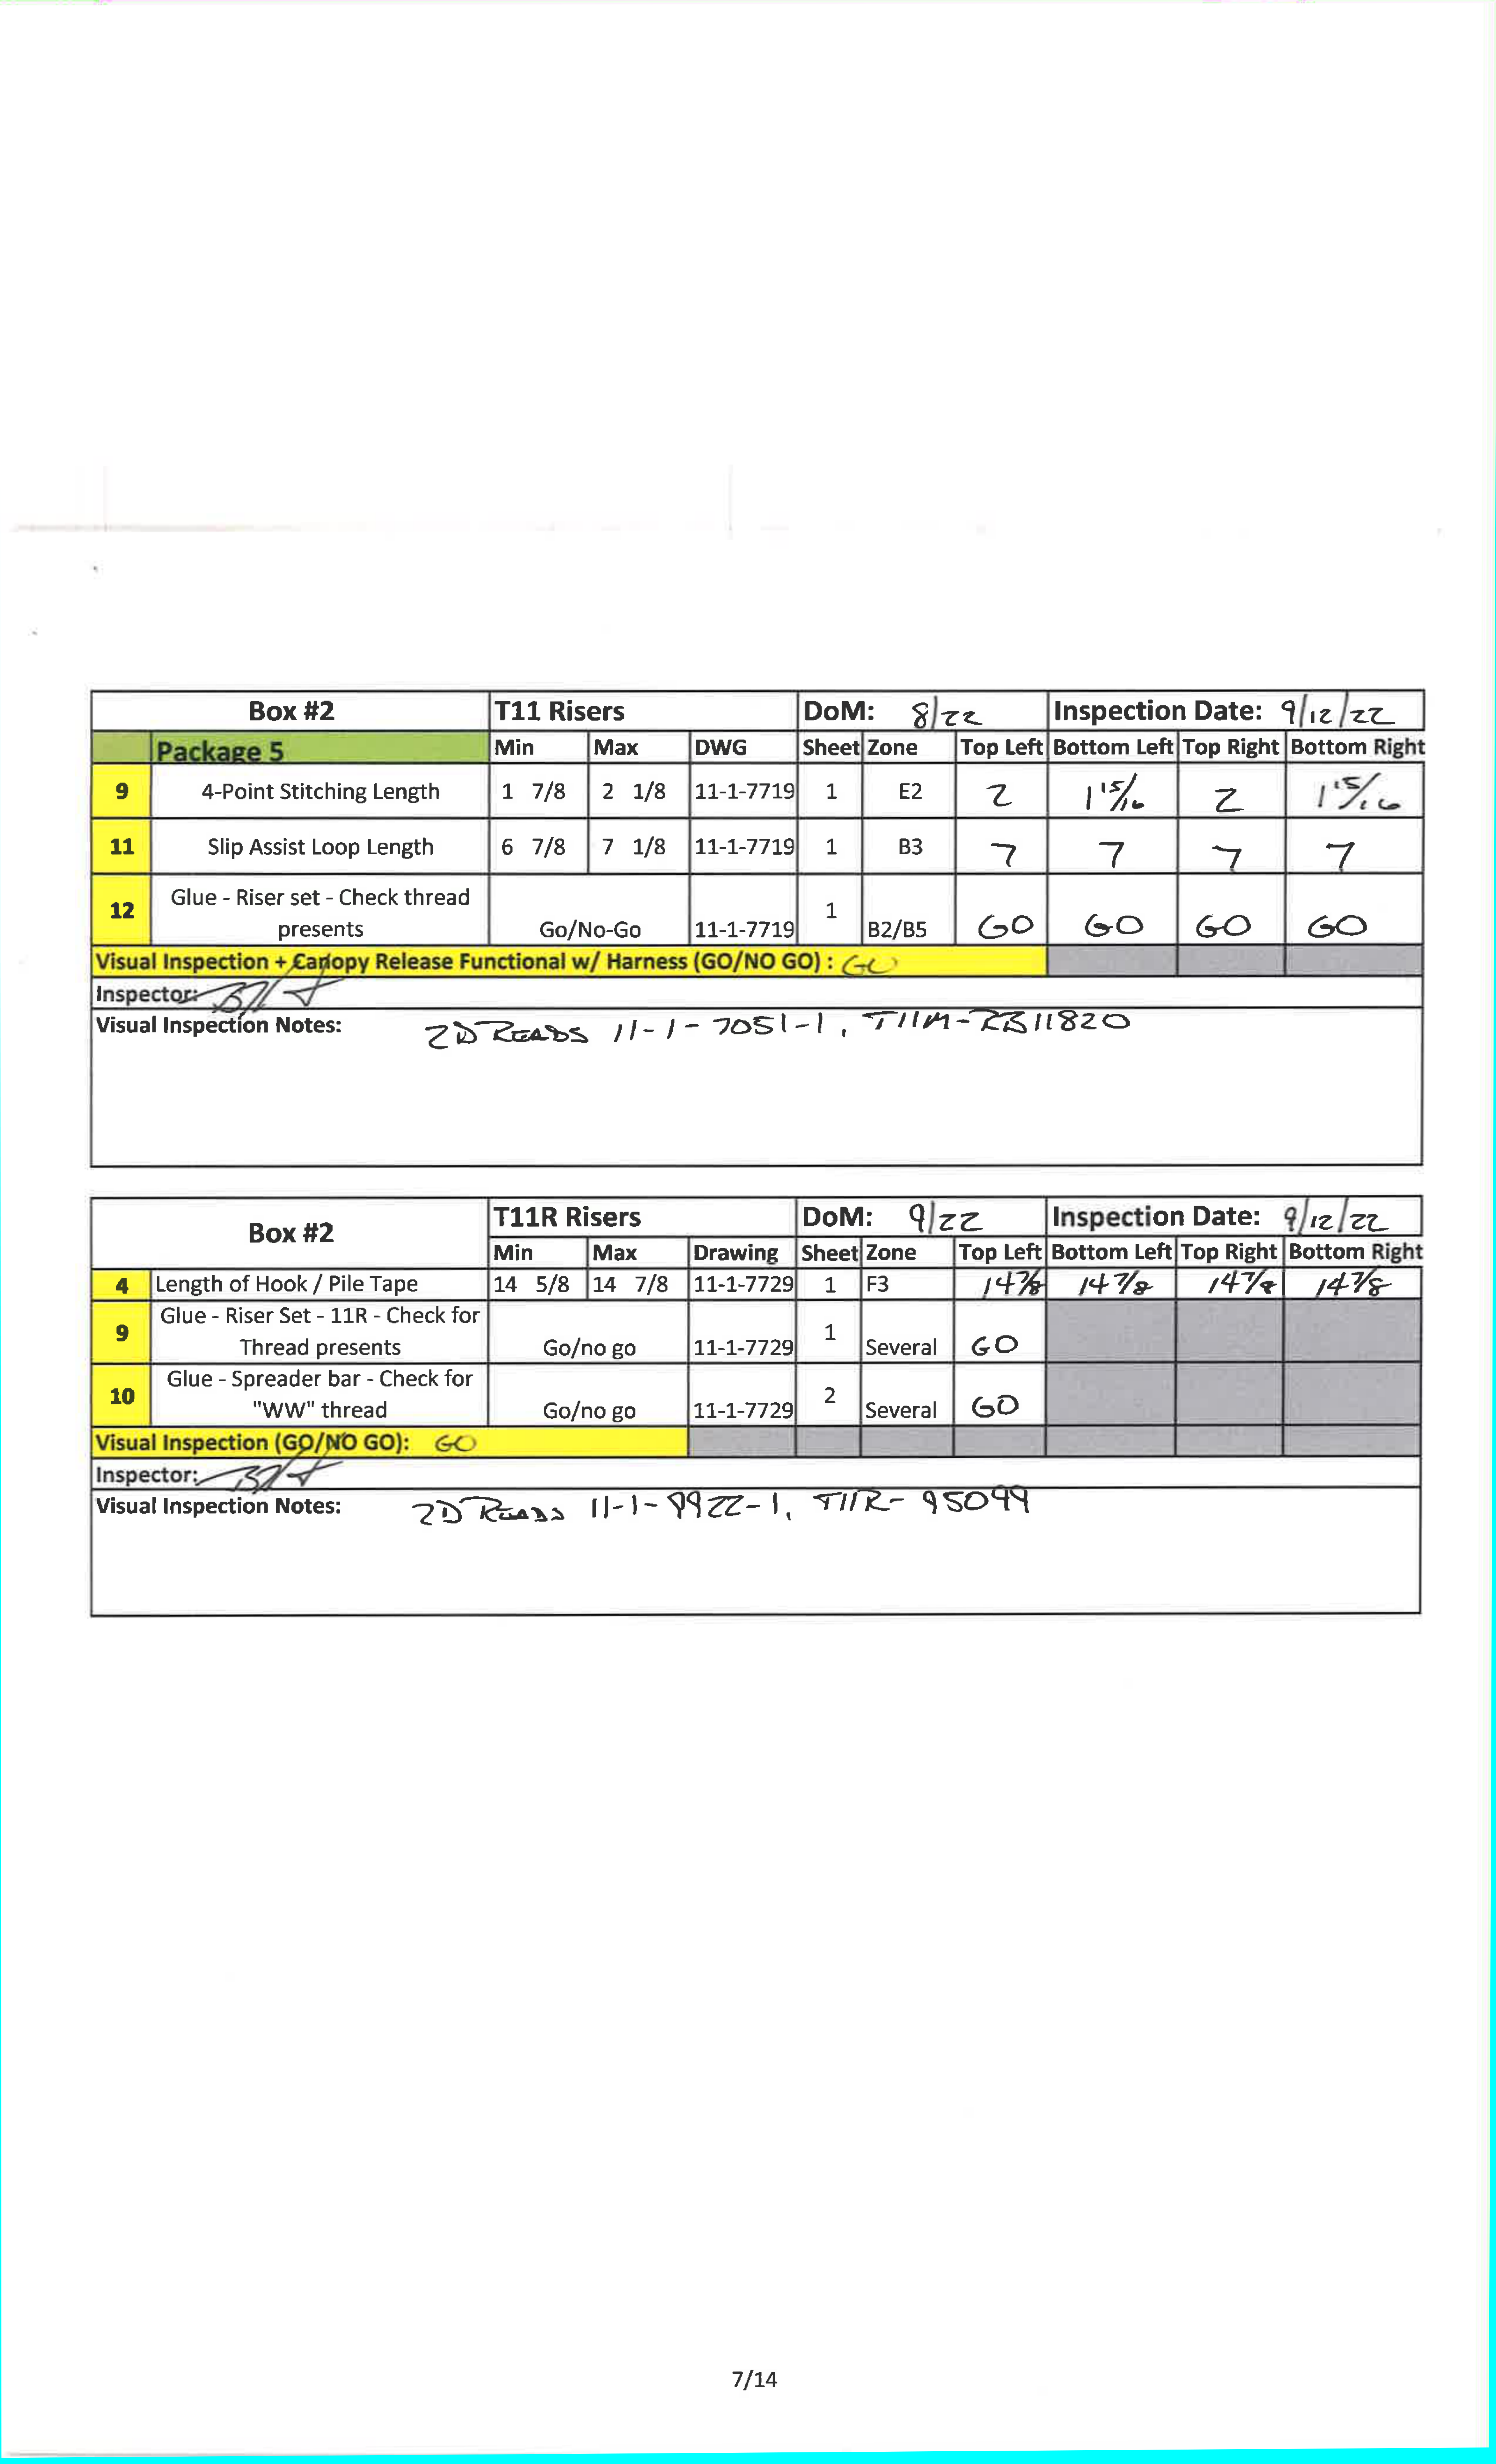 Box #2 T11 Risers DoM: 8/22 Inspection Date: 9/12/22
Package 5 Min Max DWG Sheet Zone Top Left Bottom Left Top Right Bottom Right
9 4-Point Stitching Length 1 7/8 2 1/8 11-1-7719 1 E2 2 1 15/16 2 1 15/16
11 Slip Assist Loop Length 6 7/8 7 1/8 11-1-7719 1 B3 7 7 7 7
12 Glue - Riser set - Check thread
presents Go/No-Go 11-1-7719 1 B2/B5 GO GO GO GO
Visual Inspection + Canopy Release Functional w/ Harness (GO/NO GO) : GO
Inspector:
Visual Inspection Notes: 2D READS 11-1-7051-1, T11M-RB11820
Box #2 T11R Risers DoM: 9/22 Inspection Date: 9/12/22
Min Max Drawing Sheet Zone Top Left Bottom Left Top Right Bottom Right
4 Length of Hook / Pile Tape 14 5/8 14 7/8 11-1-7729 1 F3 14 7/8 14 7/8 14 7/8 14 7/8
9 Glue - Riser Set - 11R - Check for
Thread presents Go/no go 11-1-7729 1 Several GO
10 Glue - Spreader bar - Check for
"WW" thread Go/no go 11-1-7729 2 Several GO
Visual Inspection (GO/NO GO): GO
Inspector:
Visual Inspection Notes: 2D READS 11-1-9922-1, T11R-95099
7/14